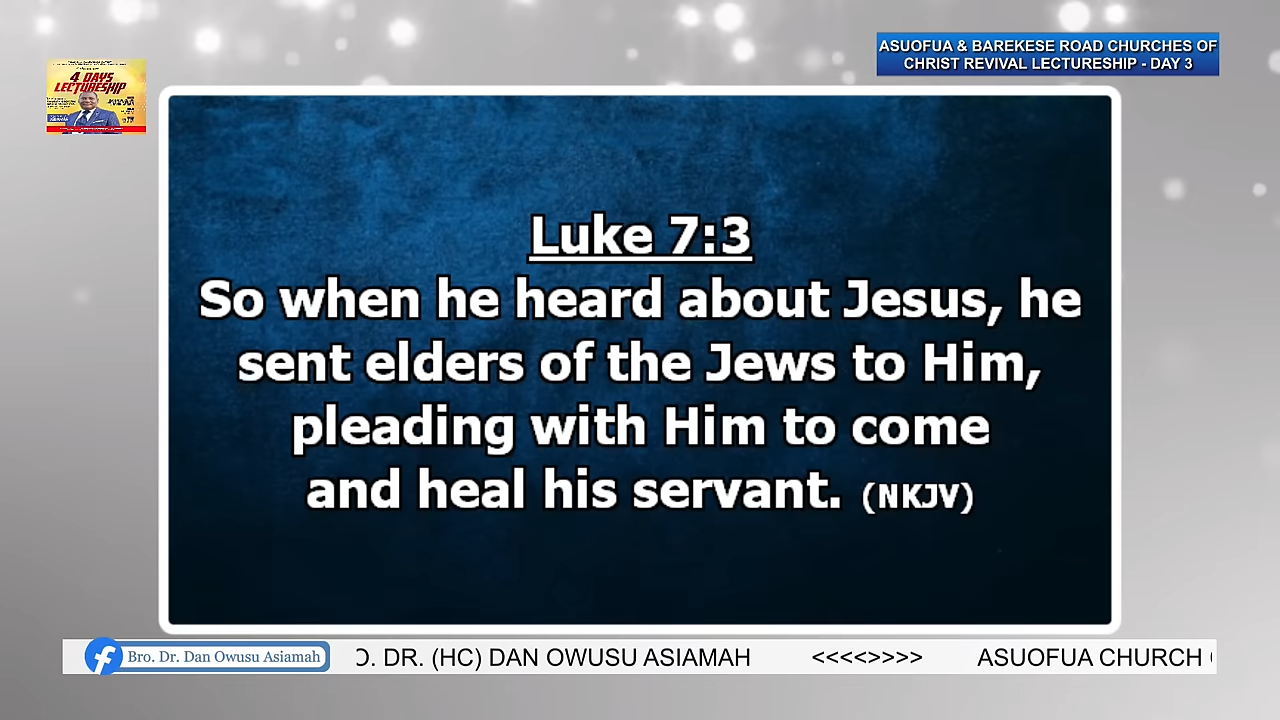 ASUOFUA & BAREKESE ROAD CHURCHES OF
CHRIST REVIVAL LECTURESHIP - DAY 3
4 DAYS
LECTURESHIP
Luke 7:3
So when he heard about Jesus, he
sent elders of the Jews to Him,
pleading with Him to come
and heal his servant. (NKJV)
Bro. Dr. Dan Owusu Asiamah
. DR. (HC) DAN OWUSU ASIAMAH <<<<>>>> ASUOFUA CHURCH